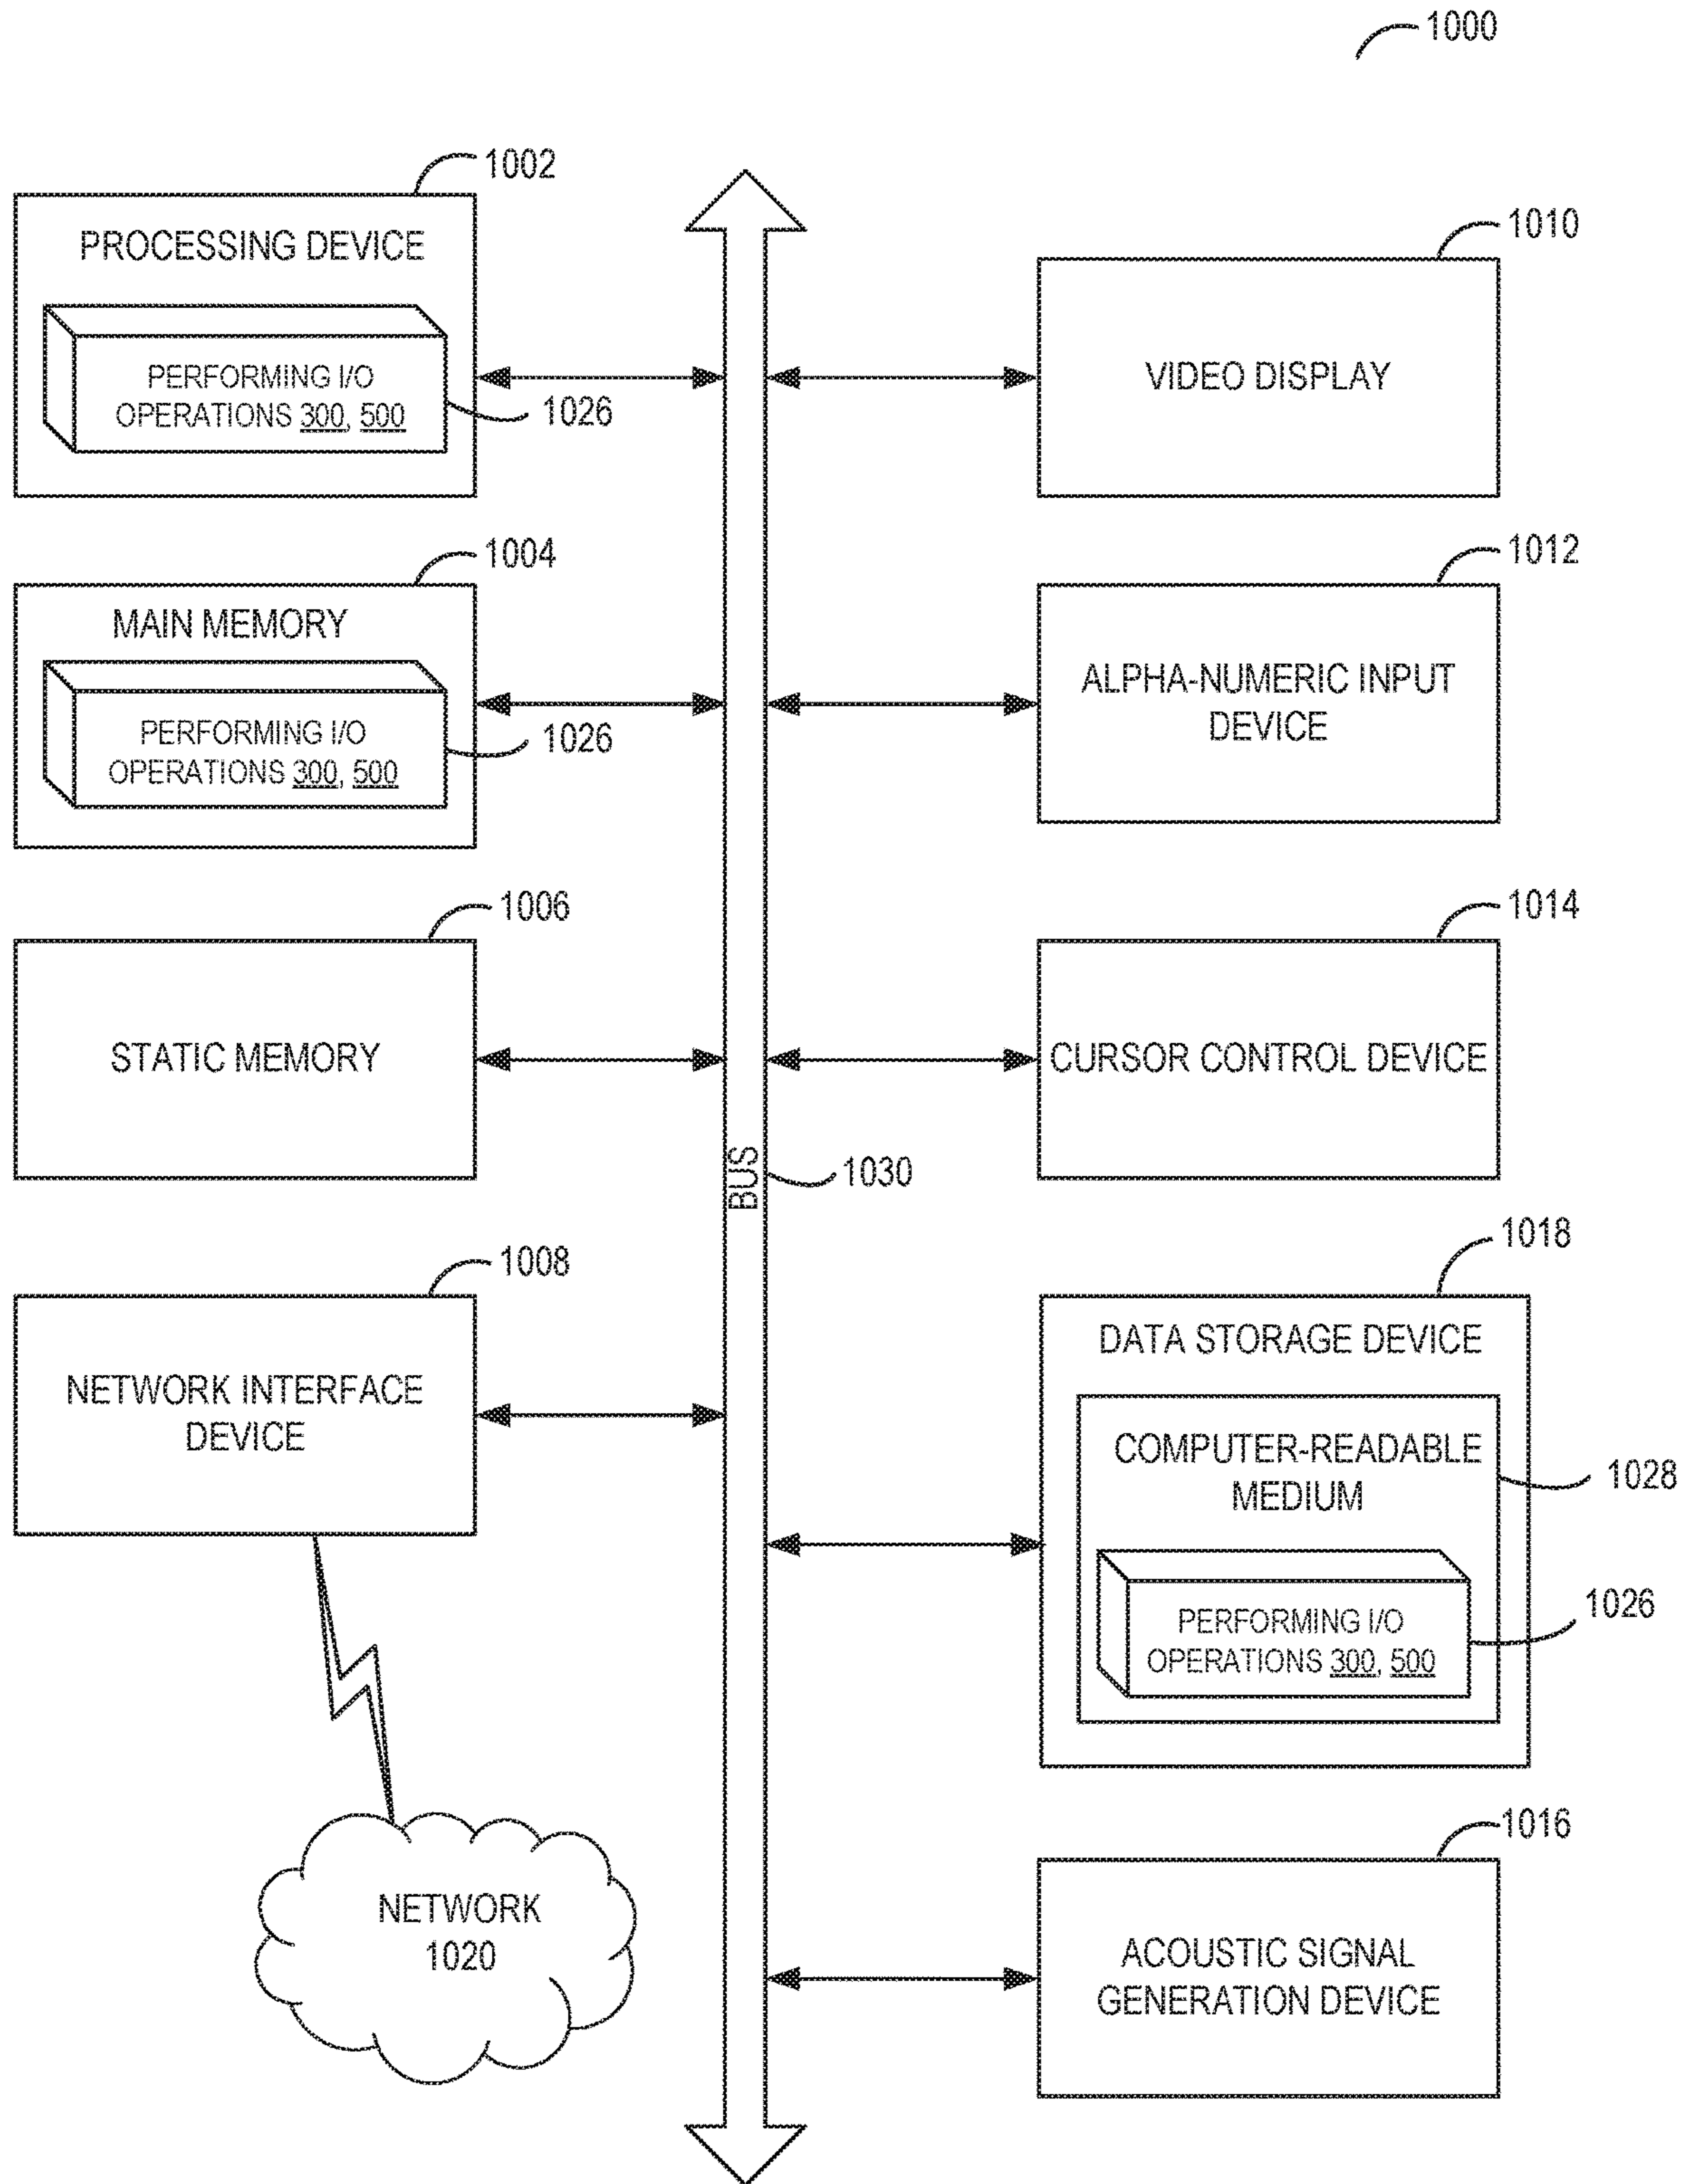 1000
1002
PROCESSING DEVICE
PERFORMING I/O
OPERATIONS 300, 500
1026
1010
VIDEO DISPLAY
1004
MAIN MEMORY
PERFORMING I/O
OPERATIONS 300, 500
1026
1012
ALPHA-NUMERIC INPUT
DEVICE
1006
STATIC MEMORY
1014
CURSOR CONTROL DEVICE
BUS
1030
1008
NETWORK INTERFACE
DEVICE
1018
DATA STORAGE DEVICE
COMPUTER-READABLE
MEDIUM
1028
PERFORMING I/O
OPERATIONS 300, 500
1026
NETWORK
1020
1016
ACOUSTIC SIGNAL
GENERATION DEVICE